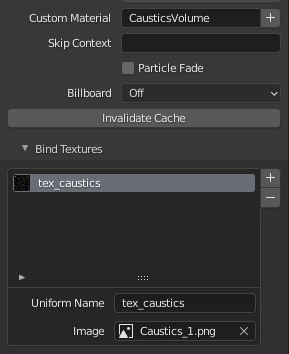 Custom Material CausticsVolume
Skip Context
Particle Fade
Billboard Off
Invalidate Cache
Bind Textures
tex_caustics
Uniform Name tex_caustics
Image Caustics_1.png